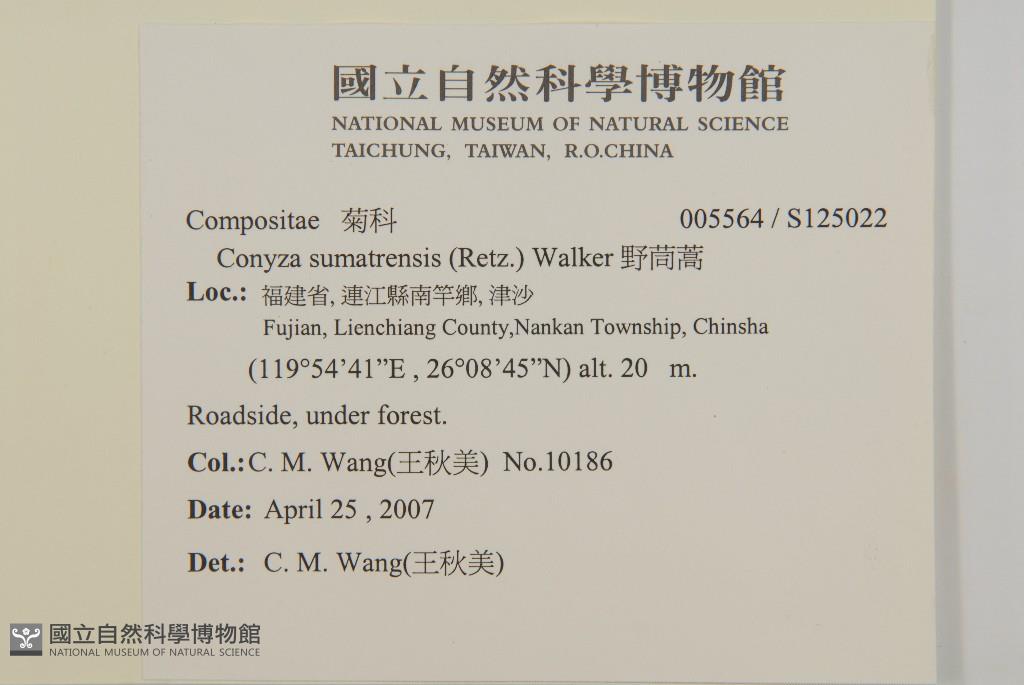 國立自然科學博物館
NATIONAL MUSEUM OF NATURAL SCIENCE
TAICHUNG, TAIWAN, R.O.CHINA
Compositae 菊科 005564 / S125022
Conyza sumatrensis (Retz.) Walker 野茼蒿
Loc.: 福建省, 連江縣南竿鄉, 津沙
Fujian, Lienchiang County,Nankan Township, Chinsha
(119°54’41”E , 26°08’45”N) alt. 20 m.
Roadside, under forest.
Col.: C. M. Wang(王秋美) No.10186
Date: April 25 , 2007
Det.: C. M. Wang(王秋美)
國立自然科學博物館
NATIONAL MUSEUM OF NATURAL SCIENCE